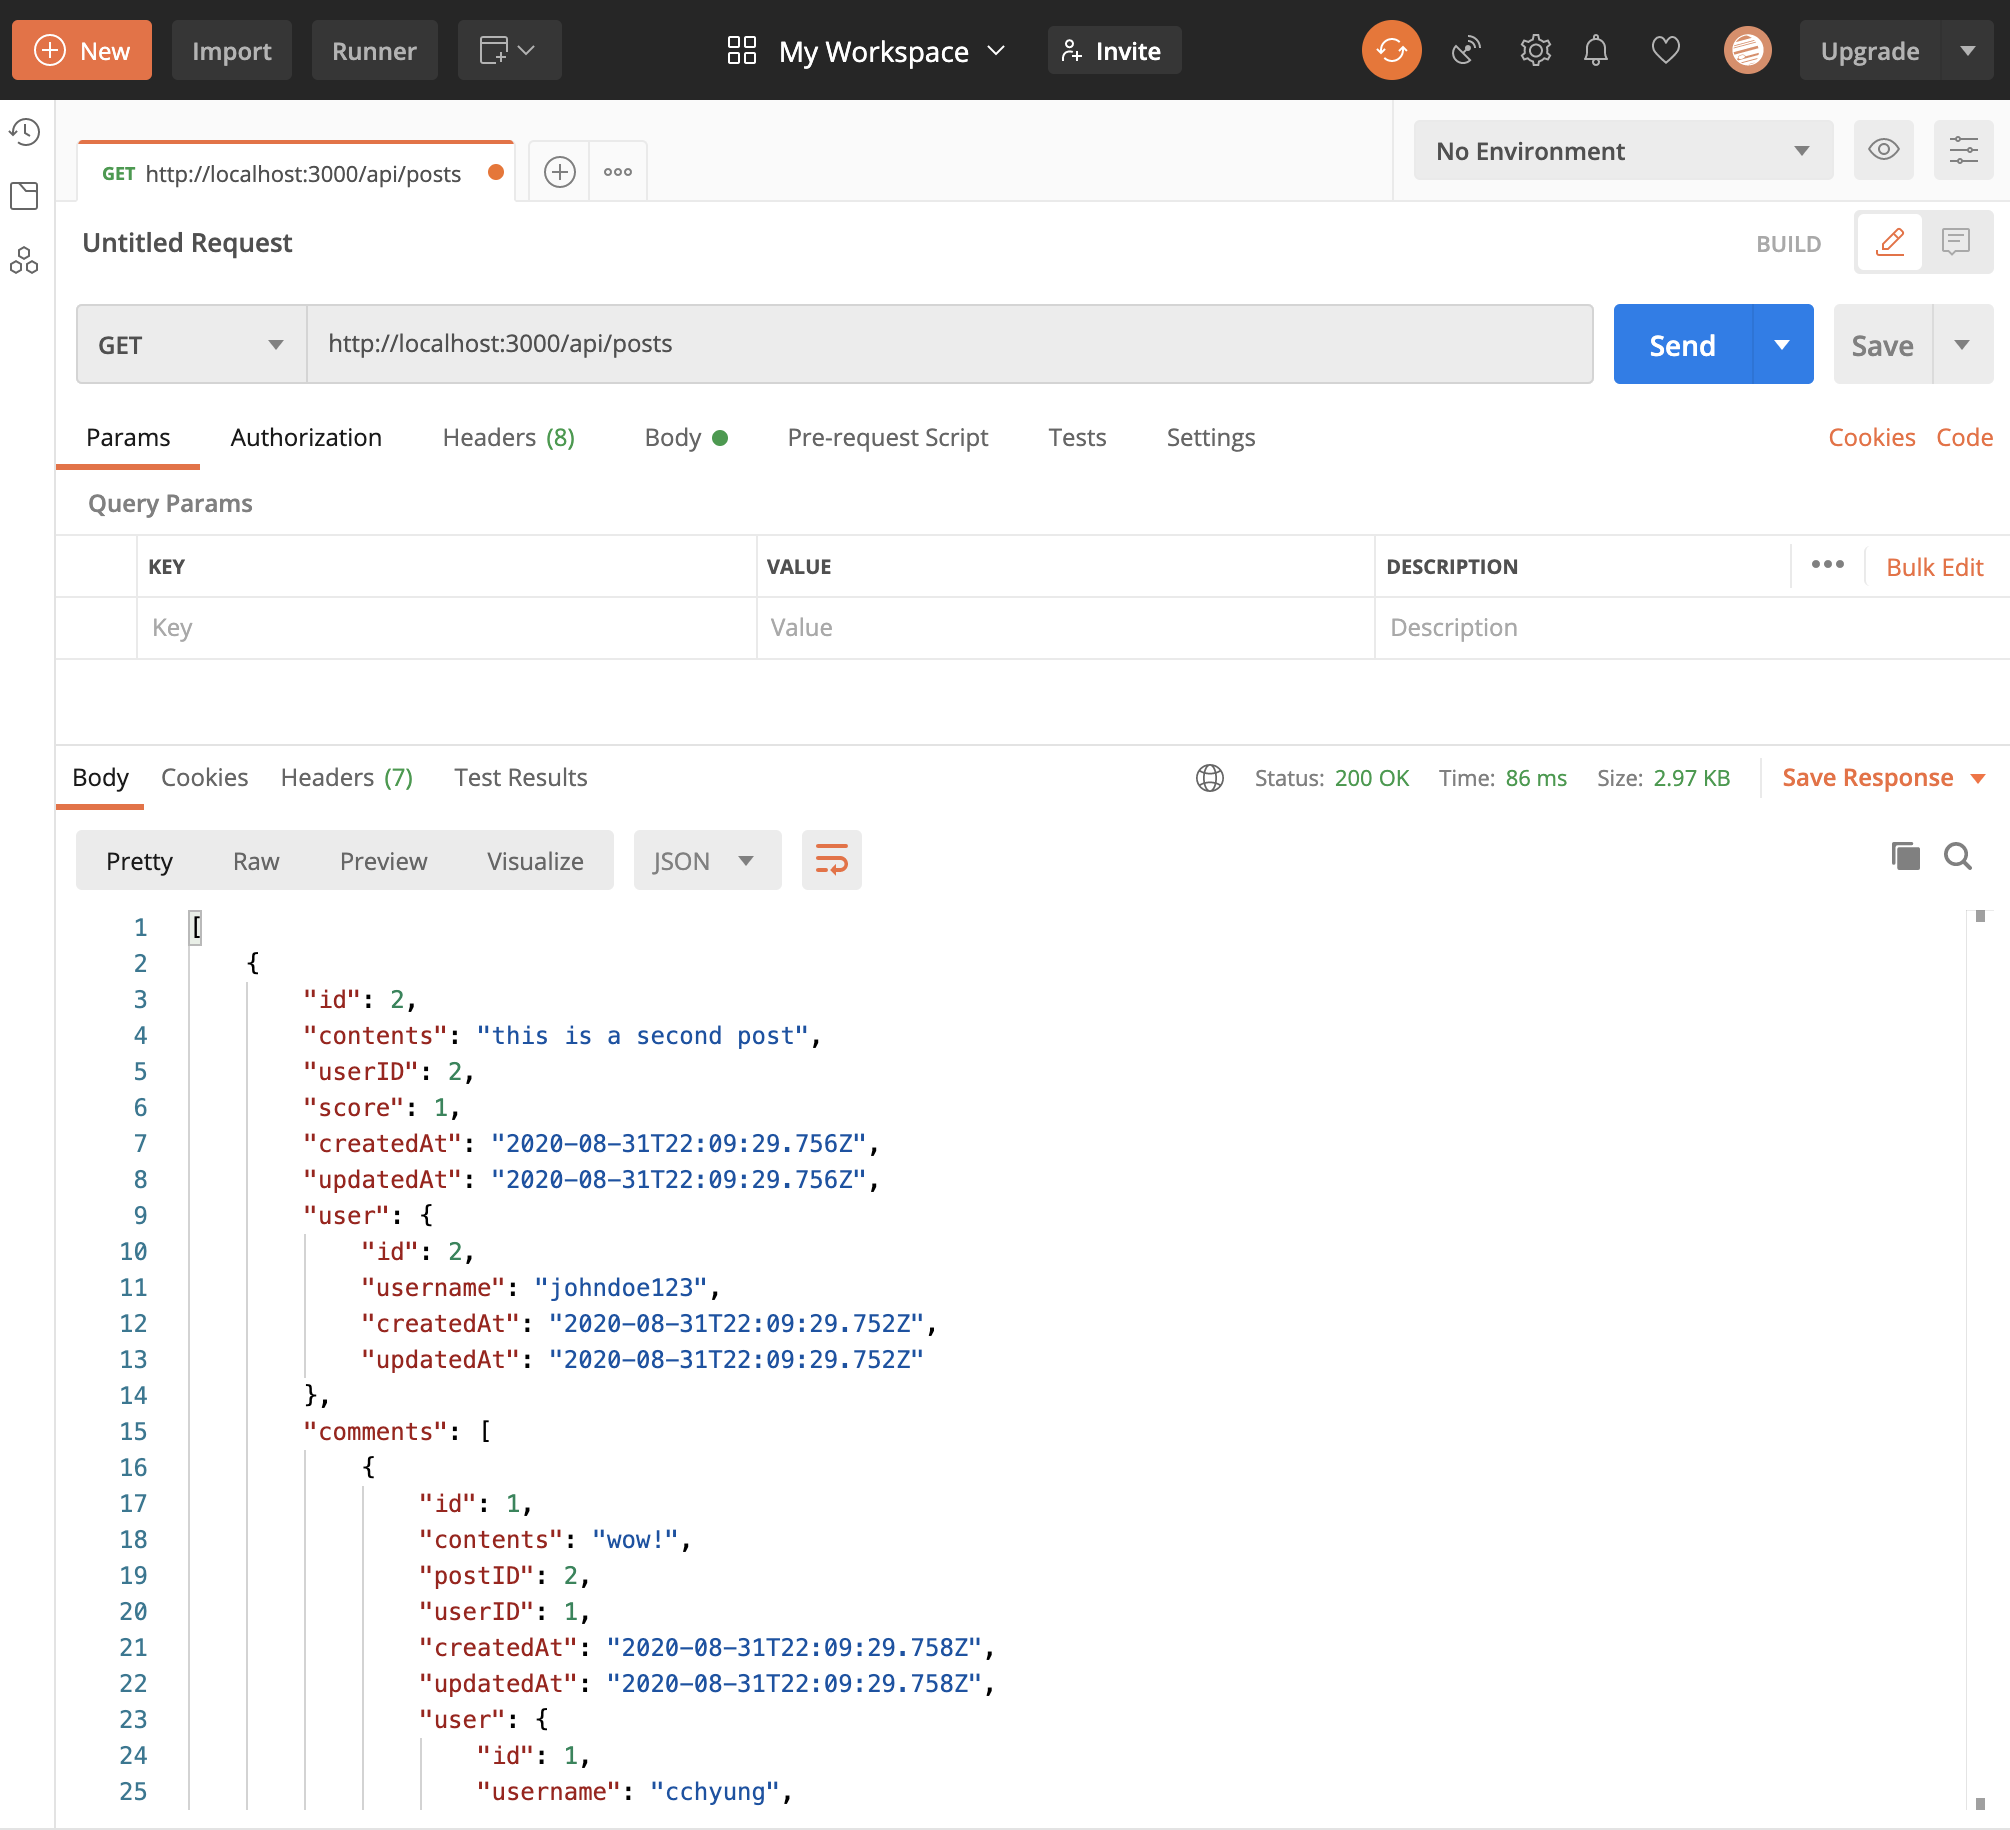 New Import Runner My Workspace Invite Upgrade
GET http://localhost:3000/api/posts No Environment
Untitled Request BUILD
GET http://localhost:3000/api/posts Send Save
Params Authorization Headers (8) Body Pre-request Script Tests Settings Cookies Code
Query Params
KEY VALUE DESCRIPTION Bulk Edit
Key Value Description
Body Cookies Headers (7) Test Results Status: 200 OK Time: 86 ms Size: 2.97 KB Save Response
Pretty Raw Preview Visualize JSON
1 [
2 {
3 "id": 2,
4 "contents": "this is a second post",
5 "userID": 2,
6 "score": 1,
7 "createdAt": "2020-08-31T22:09:29.756Z",
8 "updatedAt": "2020-08-31T22:09:29.756Z",
9 "user": {
10 "id": 2,
11 "username": "johndoe123",
12 "createdAt": "2020-08-31T22:09:29.752Z",
13 "updatedAt": "2020-08-31T22:09:29.752Z"
14 },
15 "comments": [
16 {
17 "id": 1,
18 "contents": "wow!",
19 "postID": 2,
20 "userID": 1,
21 "createdAt": "2020-08-31T22:09:29.758Z",
22 "updatedAt": "2020-08-31T22:09:29.758Z",
23 "user": {
24 "id": 1,
25 "username": "cchyung",